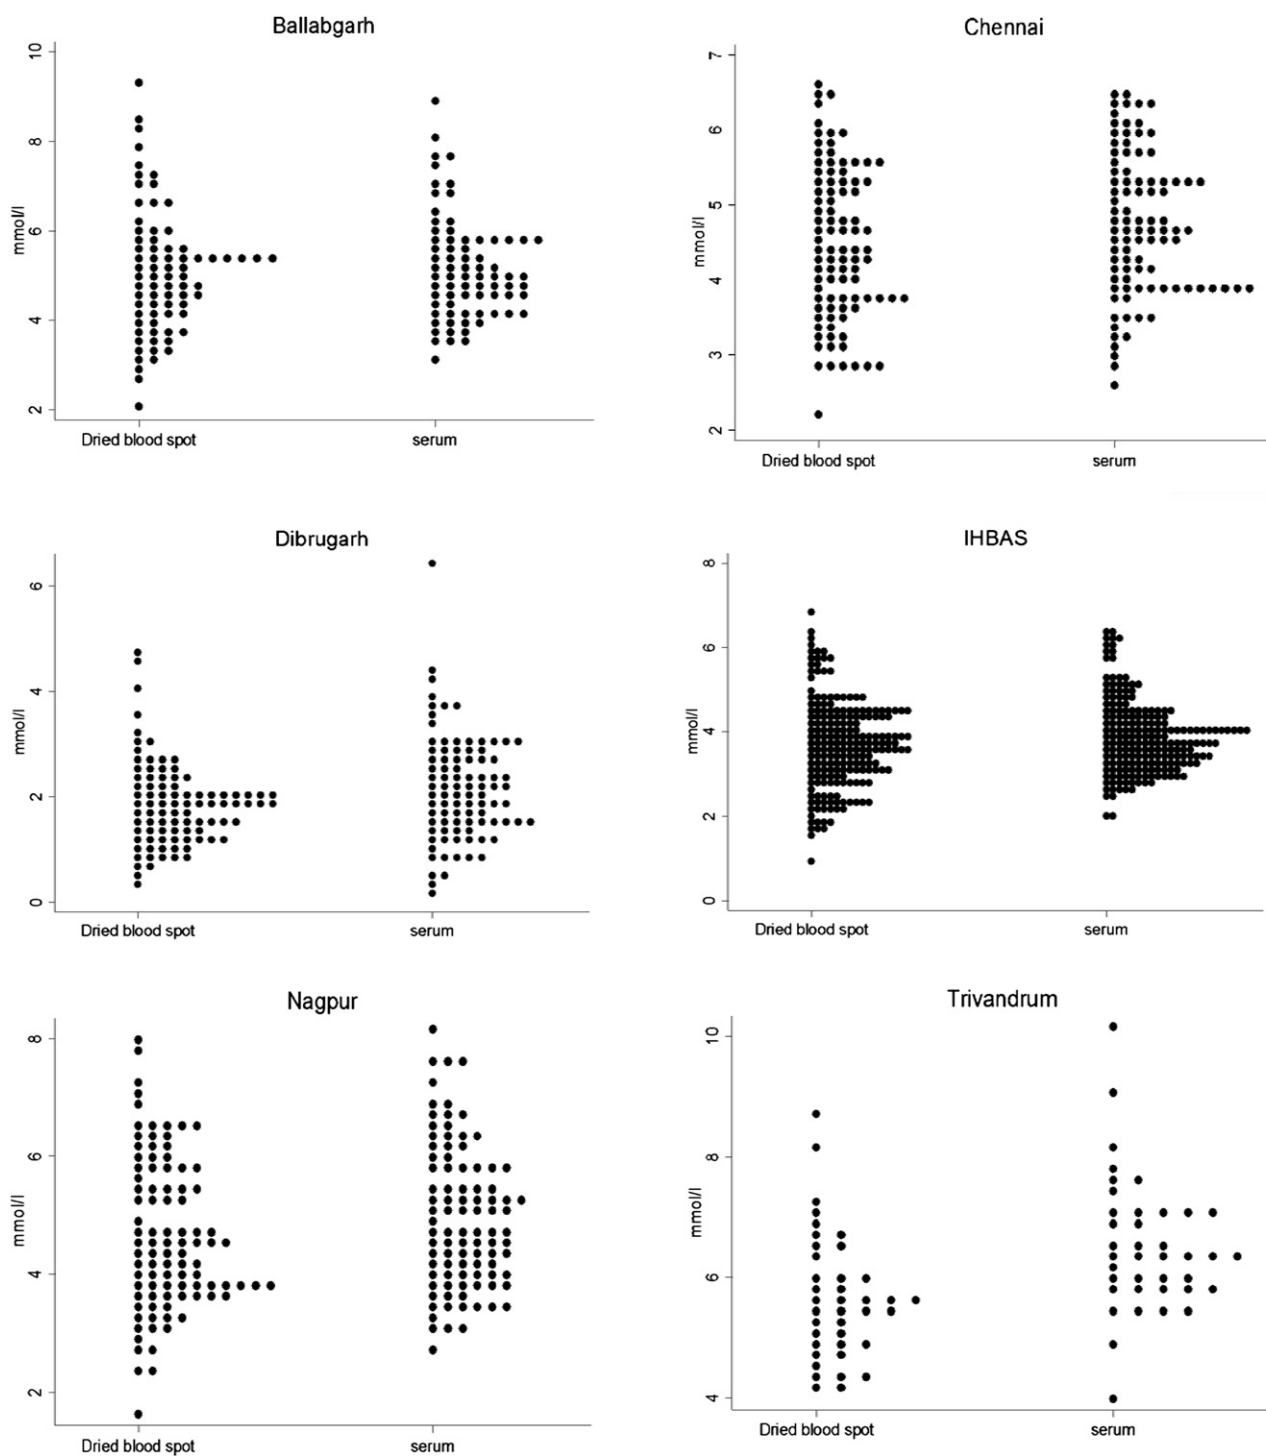 Ballabgarh
10
8
6
4
2
mmol/l
Dried blood spot
serum
Chennai
7
6
5
4
3
2
mmol/l
Dried blood spot
serum
Dibrugarh
6
4
2
0
mmol/l
Dried blood spot
serum
IHBAS
8
6
4
2
0
mmol/l
Dried blood spot
serum
Nagpur
8
6
4
2
mmol/l
Dried blood spot
serum
Trivandrum
10
8
6
4
mmol/l
Dried blood spot
serum